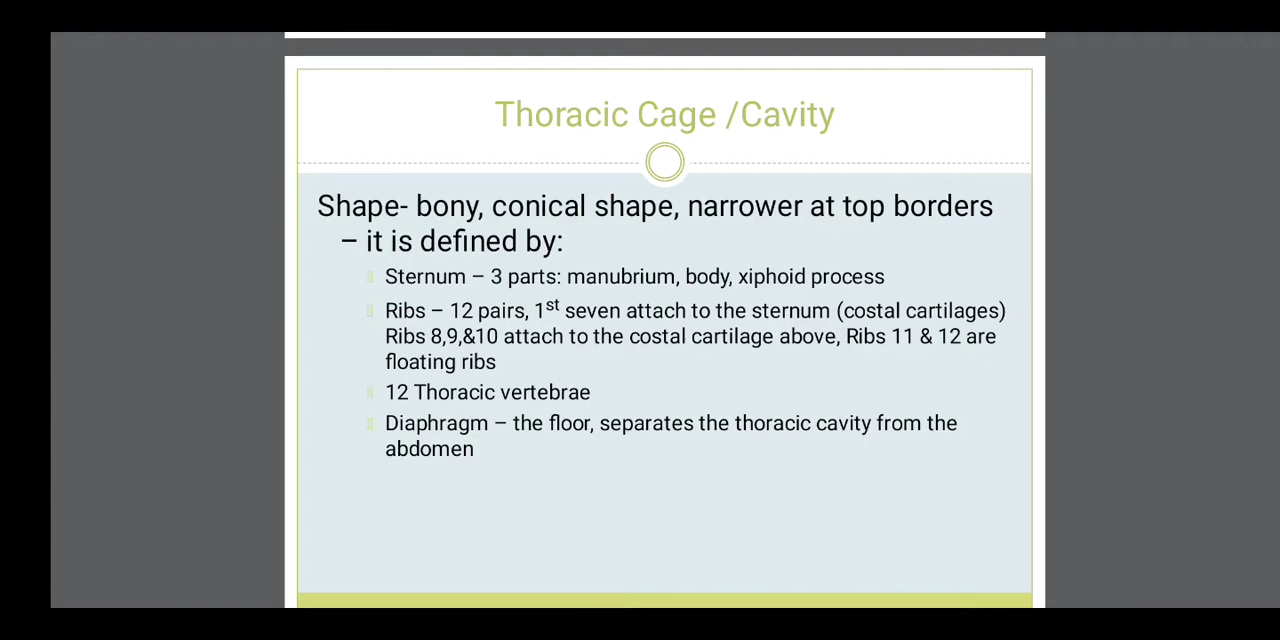 Thoracic Cage /Cavity
Shape- bony, conical shape, narrower at top borders
– it is defined by:
Sternum – 3 parts: manubrium, body, xiphoid process
Ribs – 12 pairs, 1st seven attach to the sternum (costal cartilages)
Ribs 8,9,&10 attach to the costal cartilage above, Ribs 11 & 12 are
floating ribs
12 Thoracic vertebrae
Diaphragm – the floor, separates the thoracic cavity from the
abdomen